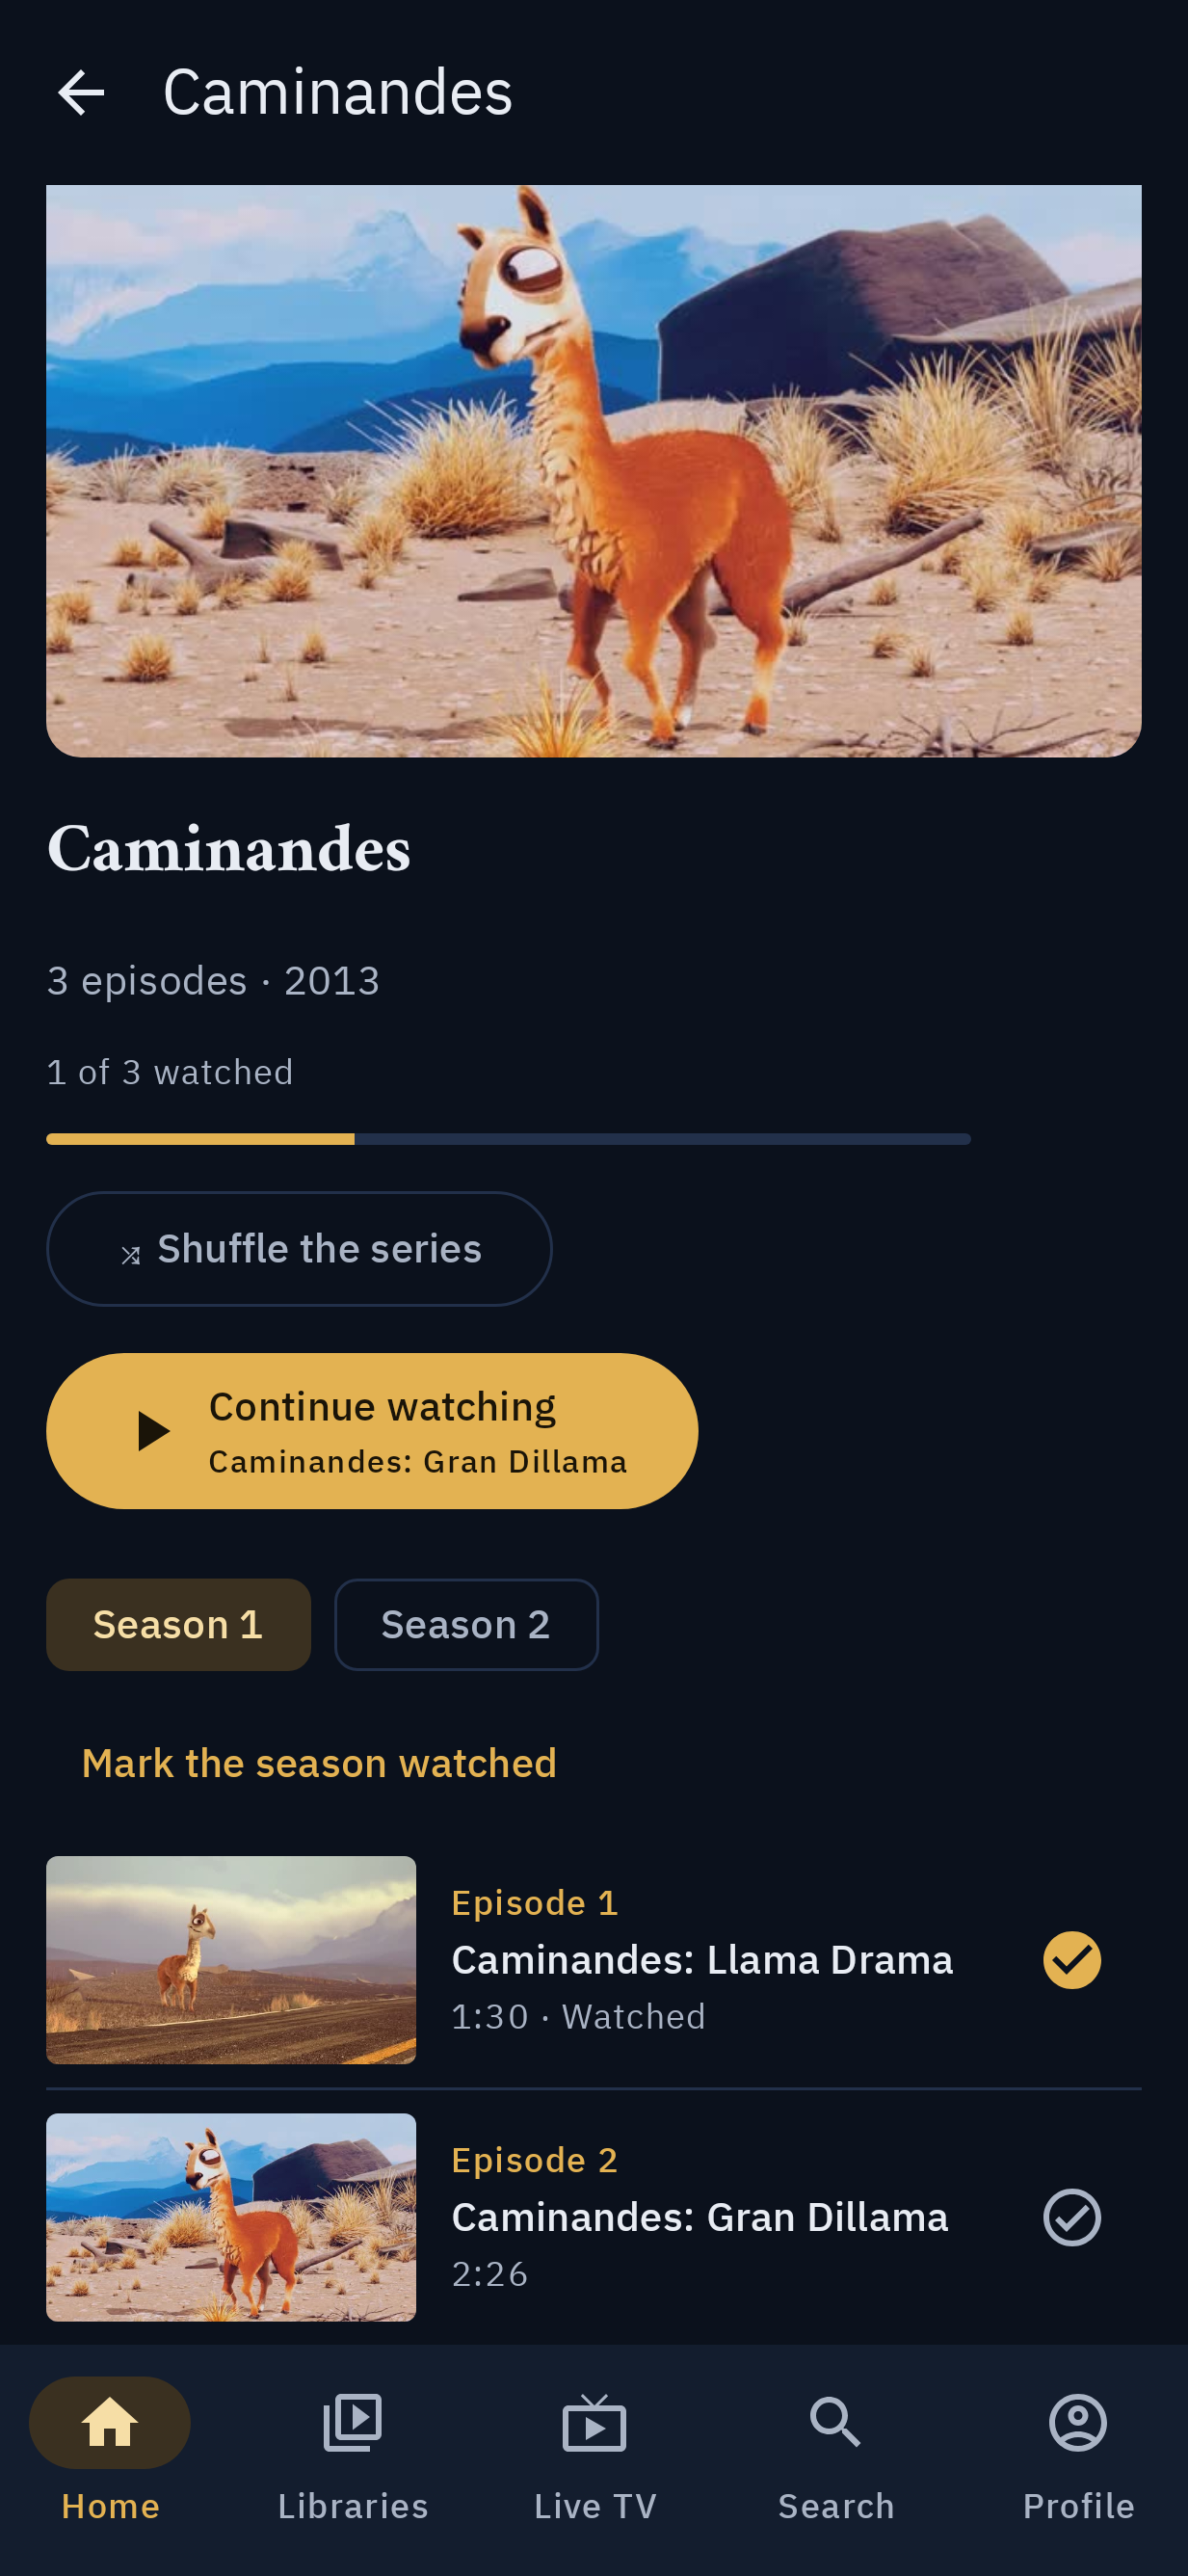 Caminandes
Caminandes
3 episodes · 2013
1 of 3 watched
Shuffle the series
Continue watching
Caminandes: Gran Dillama
Season 1
Season 2
Mark the season watched
Episode 1
Caminandes: Llama Drama
1:30 · Watched
Episode 2
Caminandes: Gran Dillama
2:26
Home
Libraries
Live TV
Search
Profile